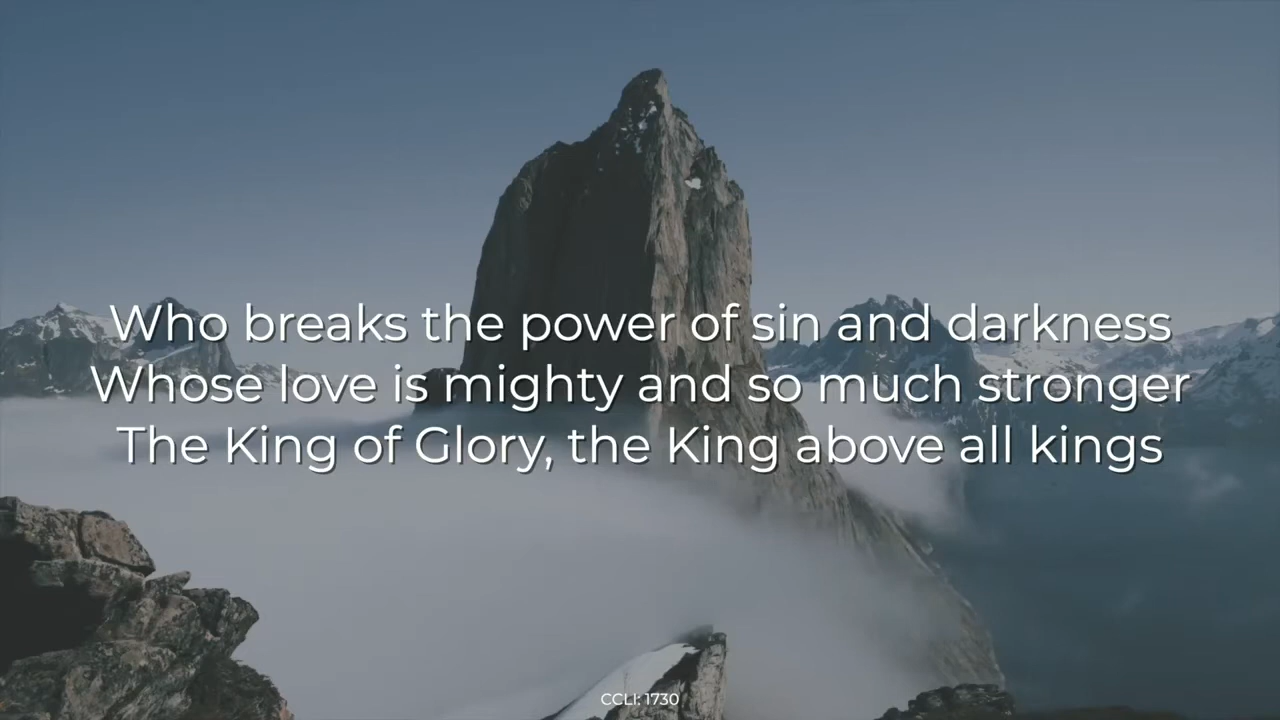 Who breaks the power of sin and darkness
Whose love is mighty and so much stronger
The King of Glory, the King above all kings
CCLI: 1730